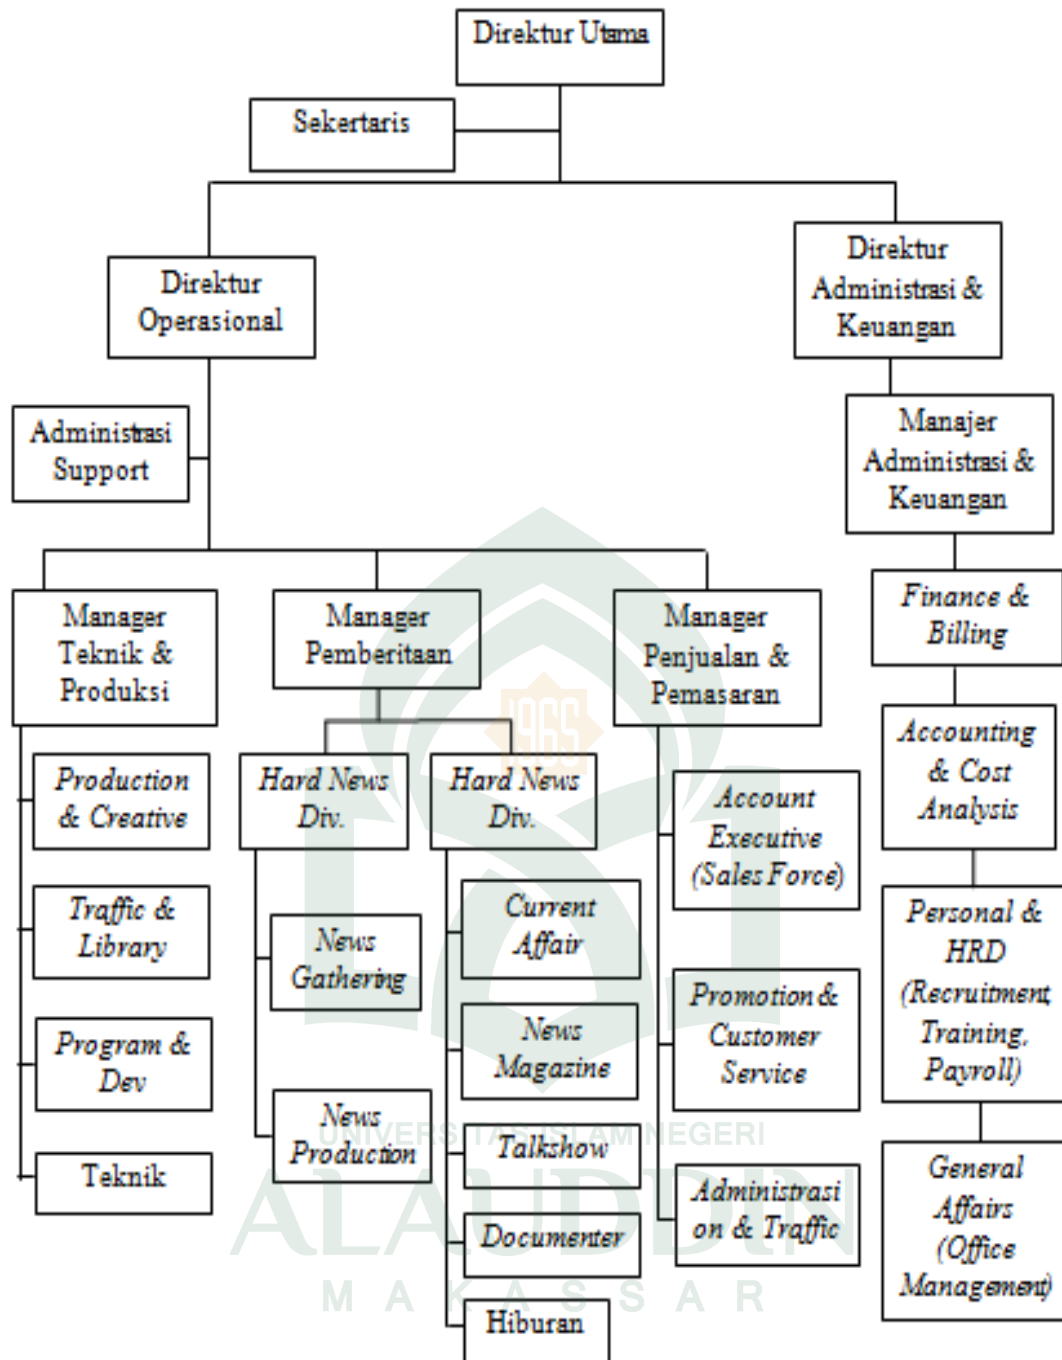 Direktur Utama
Sekertaris
Direktur
Operasional
Direktur
Administrasi &
Keuangan
Administrasi
Support
Manajer
Administrasi &
Keuangan
Manager
Teknik &
Produksi
Manager
Pemberitaan
Manager
Penjualan &
Pemasaran
Finance &
Billing
Production
& Creative
Traffic &
Library
Program &
Dev
Teknik
Hard News
Div.
News
Gathering
News
Production
Hard News
Div.
Current
Affair
News
Magazine
Talkshow
Documenter
Hiburan
Account
Executive
(Sales Force)
Promotion &
Customer
Service
Administrasi
on & Traffic
Accounting
& Cost
Analysis
Personal &
HRD
(Recruitment,
Training,
Payroll)
General
Affairs
(Office
Management)
1965
UNIVERSITAS ISLAM NEGERI
ALAUDDIN
MAKASSAR